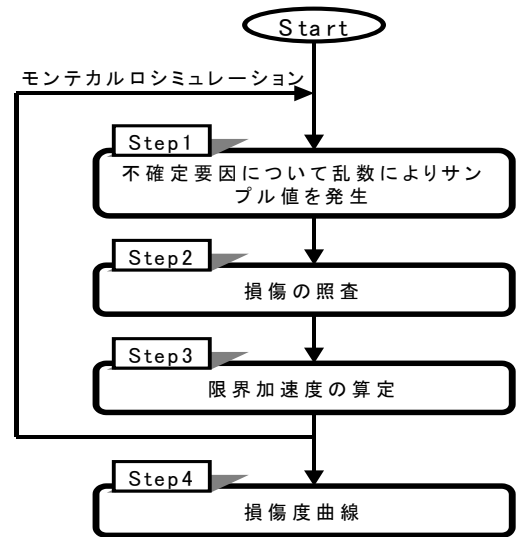 Start
モンテカルロシミュレーション
Step1
不確定要因について乱数によりサン
プル値を発生
Step2
損傷の照査
Step3
限界加速度の算定
Step4
損傷度曲線